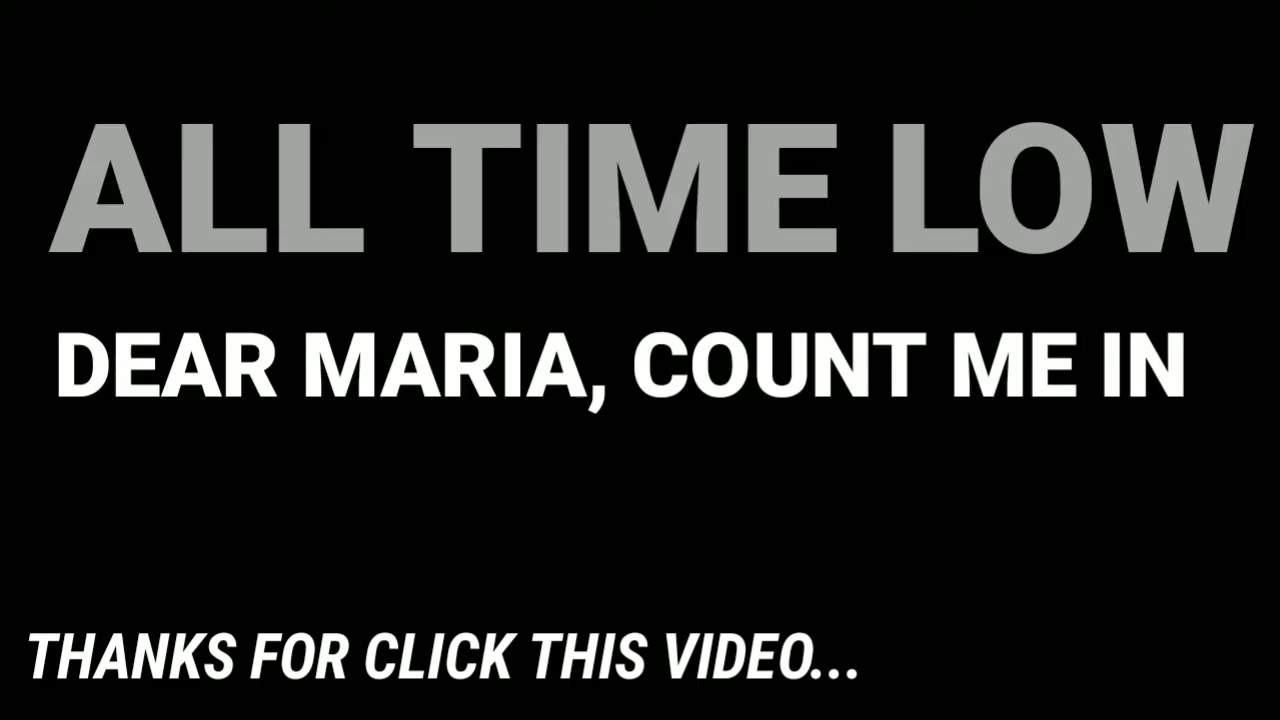 ALL TIME LOW
DEAR MARIA, COUNT ME IN
THANKS FOR CLICK THIS VIDEO...